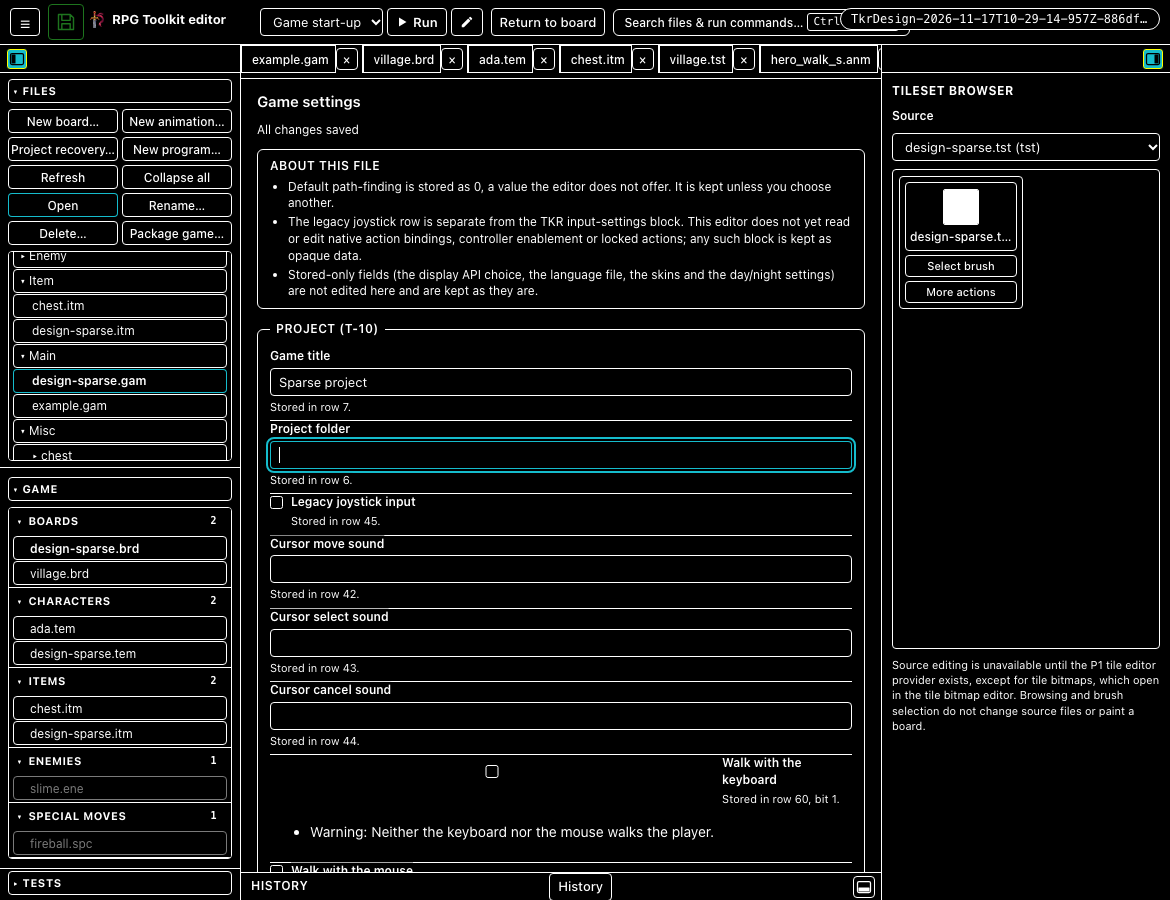 RPG Toolkit editor
Game start-up
Run
Return to board
Search files & run commands...
Ctrl
TkrDesign-2026-11-17T10-29-14-957Z-886df...
example.gam
x
village.brd
x
ada.tem
x
chest.itm
x
village.tst
x
hero_walk_s.anm
FILES
New board...
New animation...
Project recovery...
New program...
Refresh
Collapse all
Open
Rename...
Delete...
Package game...
Enemy
Item
chest.itm
design-sparse.itm
Main
design-sparse.gam
example.gam
Misc
chest
GAME
BOARDS
2
design-sparse.brd
village.brd
CHARACTERS
2
ada.tem
design-sparse.tem
ITEMS
2
chest.itm
design-sparse.itm
ENEMIES
1
slime.ene
SPECIAL MOVES
1
fireball.spc
TESTS
Game settings
All changes saved
ABOUT THIS FILE
• Default path-finding is stored as 0, a value the editor does not offer. It is kept unless you choose
another.
• The legacy joystick row is separate from the TKR input-settings block. This editor does not yet read
or edit native action bindings, controller enablement or locked actions; any such block is kept as
opaque data.
• Stored-only fields (the display API choice, the language file, the skins and the day/night settings)
are not edited here and are kept as they are.
PROJECT (T-10)
Game title
Sparse project
Stored in row 7.
Project folder
Stored in row 6.
Legacy joystick input
Stored in row 45.
Cursor move sound
Stored in row 42.
Cursor select sound
Stored in row 43.
Cursor cancel sound
Stored in row 44.
Walk with the
keyboard
Stored in row 60, bit 1.
• Warning: Neither the keyboard nor the mouse walks the player.
Walk with the mouse
HISTORY
History
TILESET BROWSER
Source
design-sparse.tst (tst)
design-sparse.t...
Select brush
More actions
Source editing is unavailable until the P1 tile editor
provider exists, except for tile bitmaps, which open
in the tile bitmap editor. Browsing and brush
selection do not change source files or paint a
board.